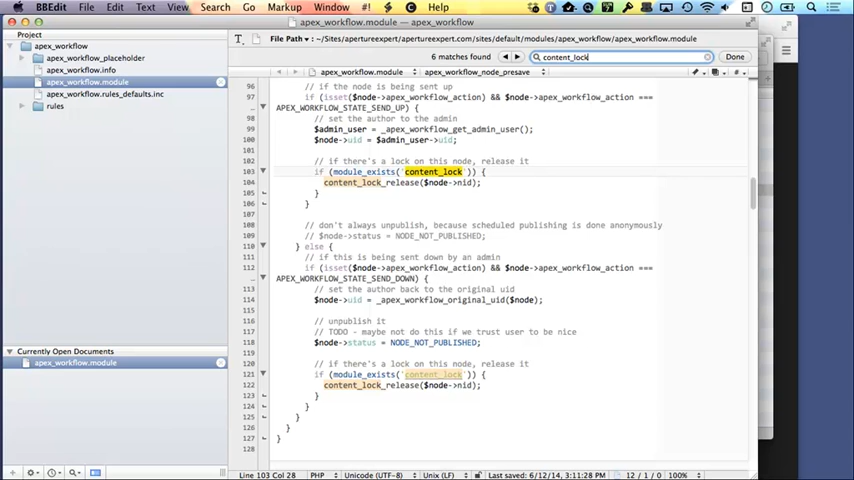 BBEdit File Edit Text View Search Go Markup Window #!
apex_workflow.module — apex_workflow
Project
File Path : ~/Sites/apertureexpert/apertureexpert.com/sites/default/modules/apex_workflow/apex_workflow.module
apex_workflow
apex_workflow_placeholder
apex_workflow.info
apex_workflow.module
apex_workflow.rules_defaults.inc
rules
6 matches found
content_lock
Done
apex_workflow.module
apex_workflow_node_presave
96 // if the node is being sent up
97 if (isset($node->apex_workflow_action) && $node->apex_workflow_action ===
APEX_WORKFLOW_STATE_SEND_UP) {
98 // set the author to the admin
99 $admin_user = _apex_workflow_get_admin_user();
100 $node->uid = $admin_user->uid;
101
102 // if there's a lock on this node, release it
103 if (module_exists('content_lock')) {
104 content_lock_release($node->nid);
105 }
106 }
107
108 // don't always unpublish, because scheduled publishing is done anonymously
109 // $node->status = NODE_NOT_PUBLISHED;
110 } else {
111 // if this is being sent down by an admin
112 if (isset($node->apex_workflow_action) && $node->apex_workflow_action ===
APEX_WORKFLOW_STATE_SEND_DOWN) {
113 // set the author back to the original uid
114 $node->uid = _apex_workflow_original_uid($node);
115
116 // unpublish it
117 // TODO - maybe not do this if we trust user to be nice
118 $node->status = NODE_NOT_PUBLISHED;
119
120 // if there's a lock on this node, release it
121 if (module_exists('content_lock')) {
122 content_lock_release($node->nid);
123 }
124 }
125 }
126 }
127 }
128
Currently Open Documents
apex_workflow.module
Line 103 Col 28 PHP Unicode (UTF-8) Unix (LF) Last saved: 6/12/14, 3:11:28 PM 12 / 1 / 0 100%